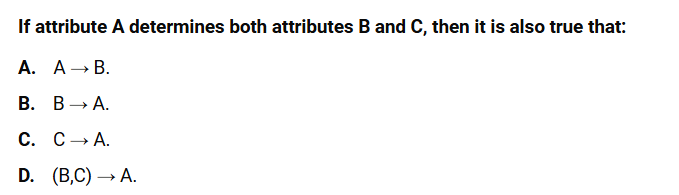 If attribute A determines both attributes B and C, then it is also true that:
A. A → B.
B. B → A.
C. C → A.
D. (B,C) → A.